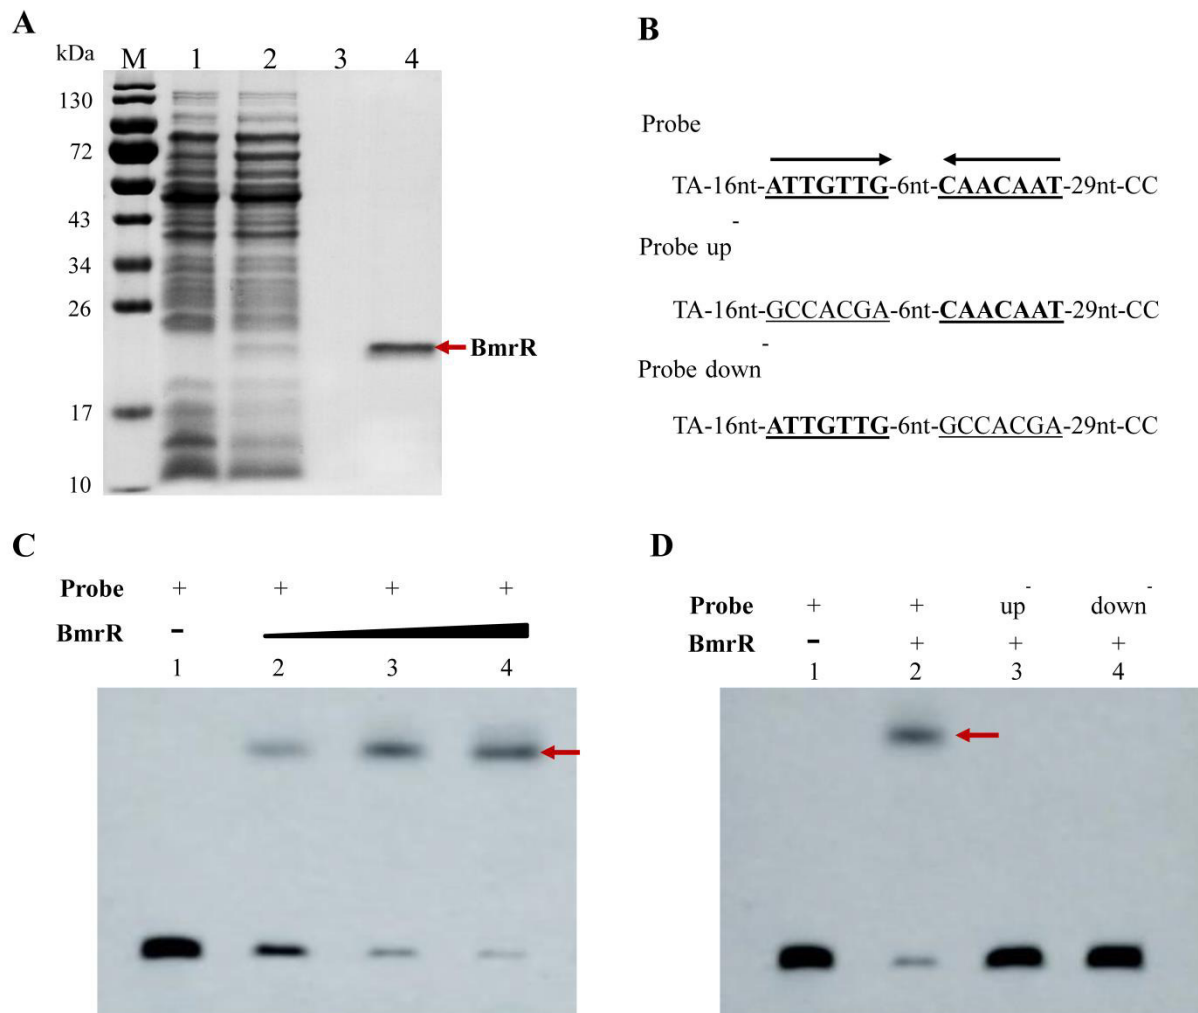 A
kDa M 1 2 3 4
130
72
43
34
26
BmrR
17
10
B
Probe
TA-16nt-ATTGTTG-6nt-CAACAAT-29nt-CC
Probe up-
TA-16nt-GCCACGA-6nt-CAACAAT-29nt-CC
Probe down-
TA-16nt-ATTGTTG-6nt-GCCACGA-29nt-CC
C
Probe + + + +
BmrR -
1 2 3 4
D
Probe + + up- down-
BmrR - + + +
1 2 3 4